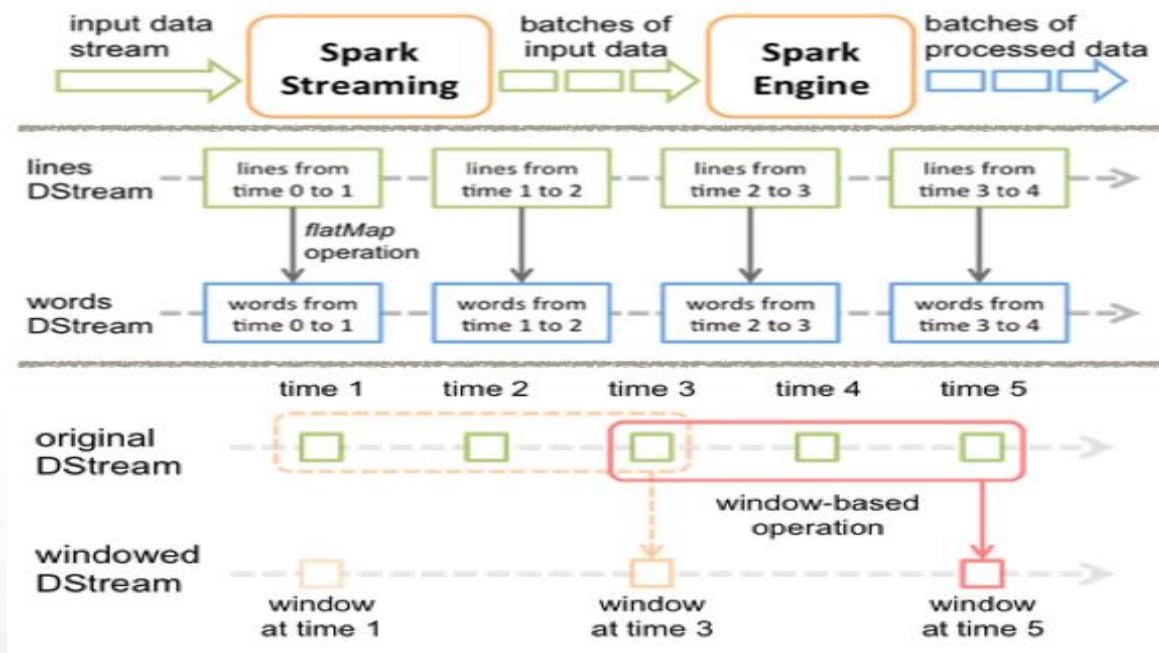 input data
stream
Spark
Streaming
batches of
input data
Spark
Engine
batches of
processed data
lines
DStream
lines from
time 0 to 1
lines from
time 1 to 2
lines from
time 2 to 3
lines from
time 3 to 4
flatMap
operation
words
DStream
words from
time 0 to 1
words from
time 1 to 2
words from
time 2 to 3
words from
time 3 to 4
time 1
time 2
time 3
time 4
time 5
original
DStream
window-based
operation
windowed
DStream
window
at time 1
window
at time 3
window
at time 5